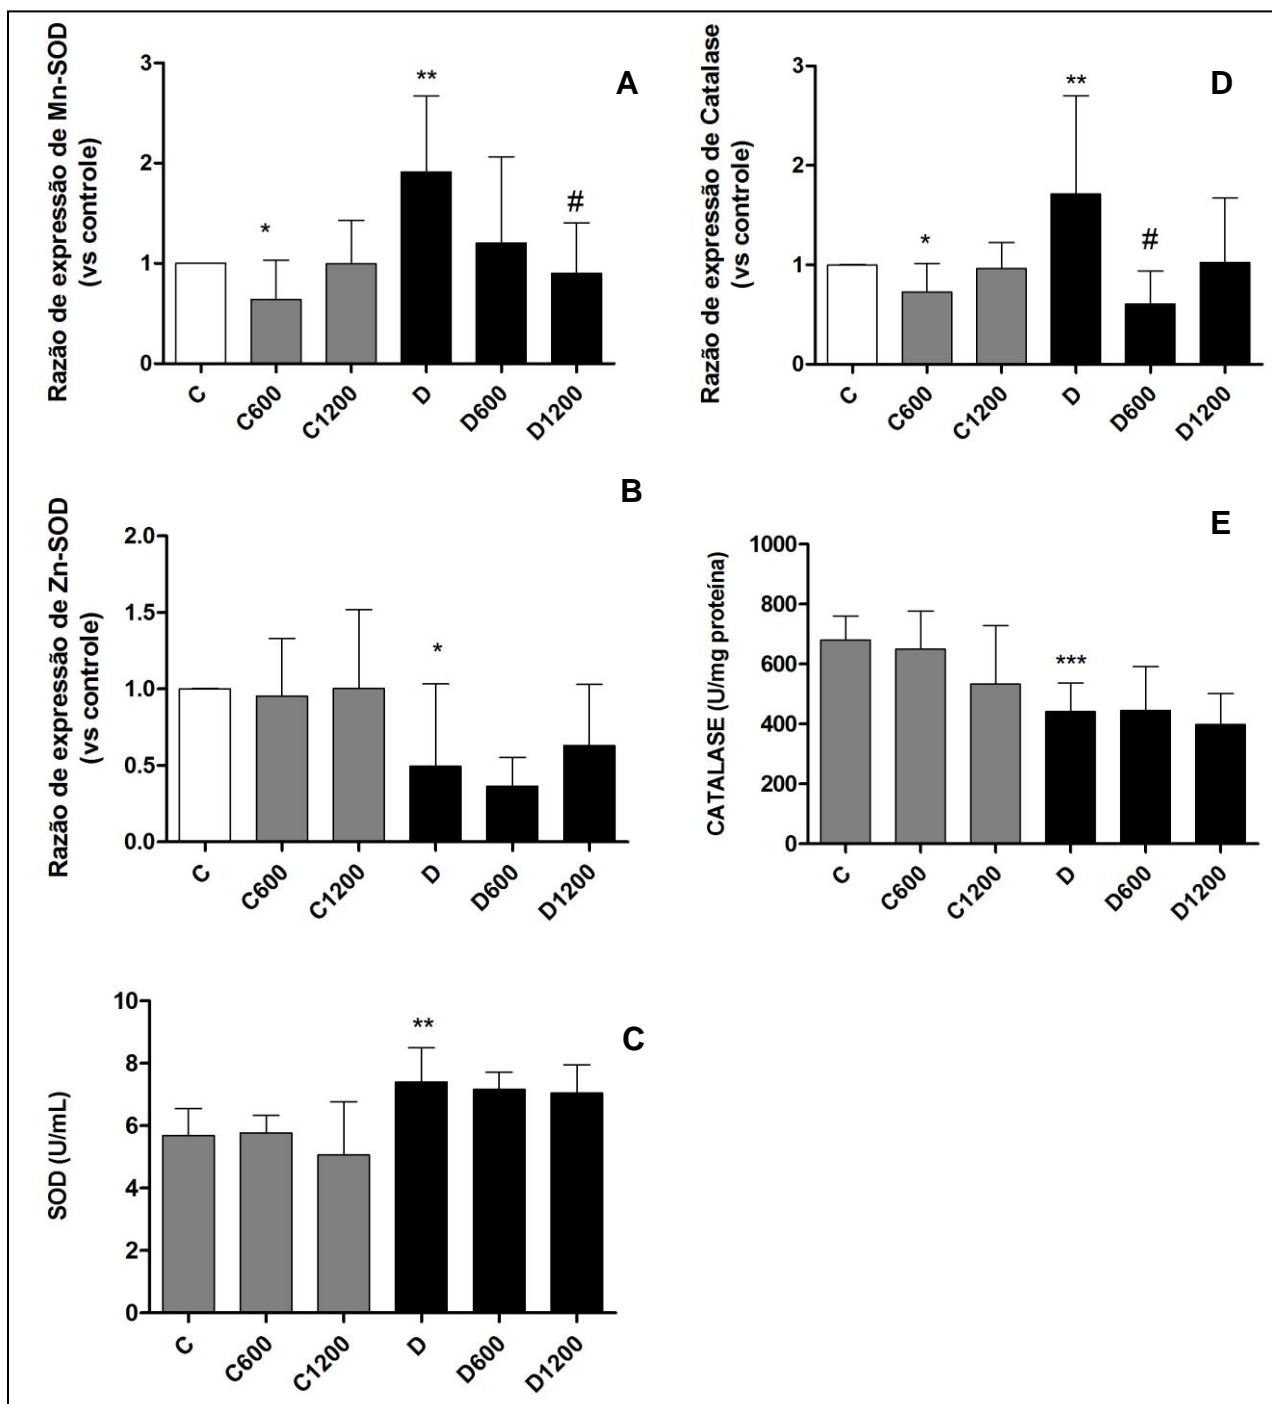 A
Razão de expressão de Mn-SOD
(vs controle)
3
2
1
0
**
*
#
C
C600
C1200
D
D600
D1200
D
Razão de expressão de Catalase
(vs controle)
3
2
1
0
**
*
#
C
C600
C1200
D
D600
D1200
B
Razão de expressão de Zn-SOD
(vs controle)
2.0
1.5
1.0
0.5
0.0
*
C
C600
C1200
D
D600
D1200
E
CATALASE (U/mg proteína)
1000
800
600
400
200
0
***
C
C600
C1200
D
D600
D1200
C
SOD (U/mL)
10
8
6
4
2
0
**
C
C600
C1200
D
D600
D1200